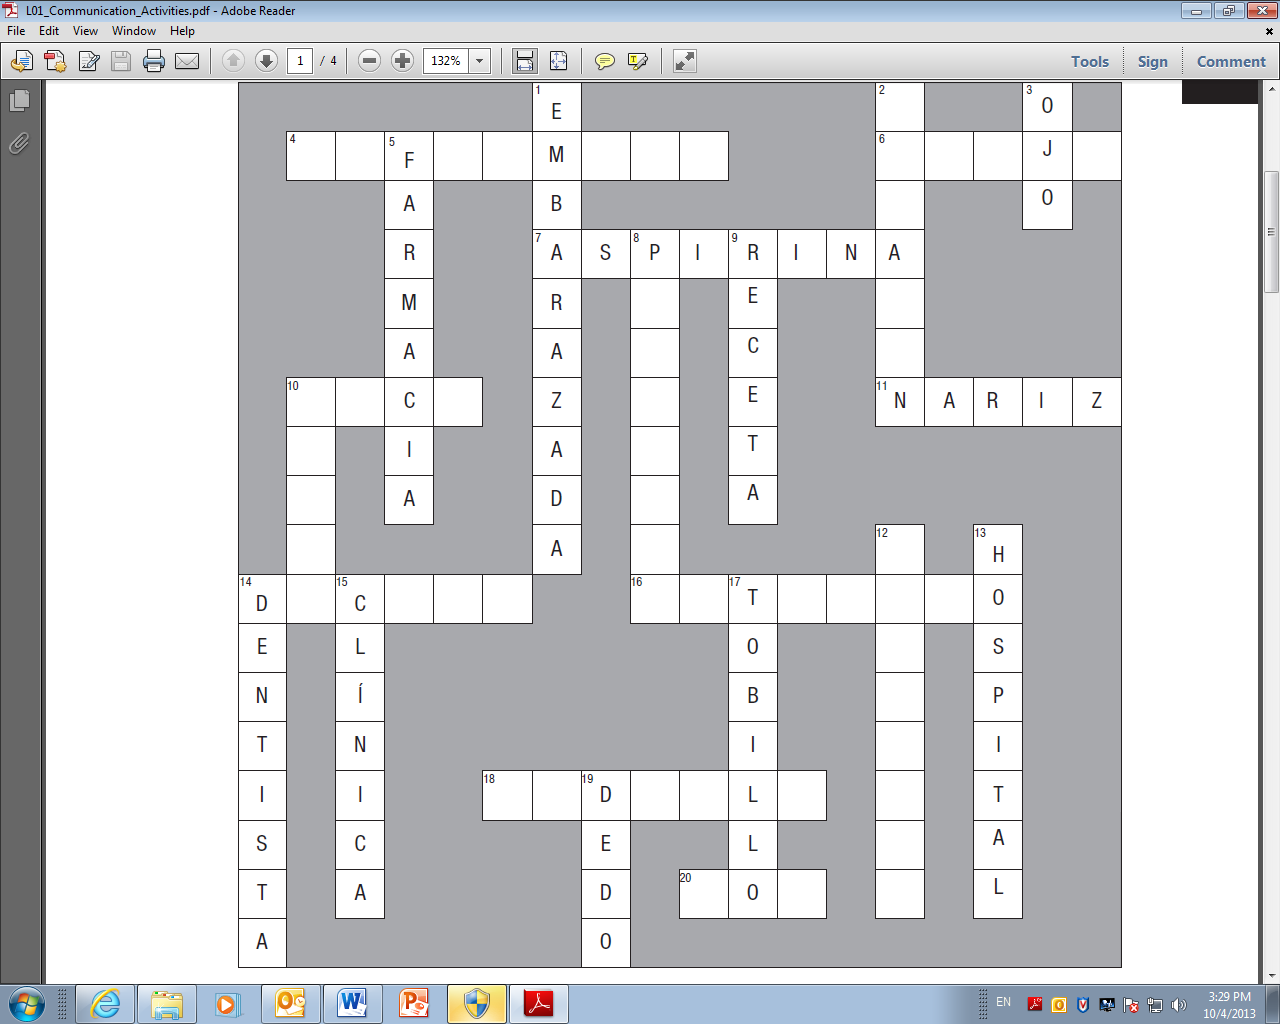 L01_Communication_Activities.pdf - Adobe Reader
File Edit View Window Help
1 / 4 132% Tools Sign Comment
1 2 3
E O
4 5 6
F M J
A B O
7 8 9
A S P I R I N A
R R E
M A C
A
10 11
C Z E N A R I Z
I A T
A D A
12 13
A H
14 15 16 17
D C T O
E L O S
N Í B P
T N I I
18 19
I I D L T
S C E L A
20
T A D O L
A O
EN 3:29 PM
10/4/2013